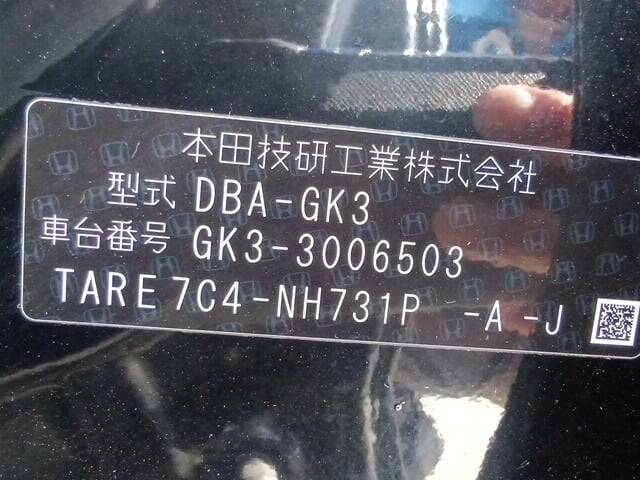 本田技研工業株式会社
型式 DBA-GK3
車台番号 GK3-3006503
TARE7C4-NH731P -A -J